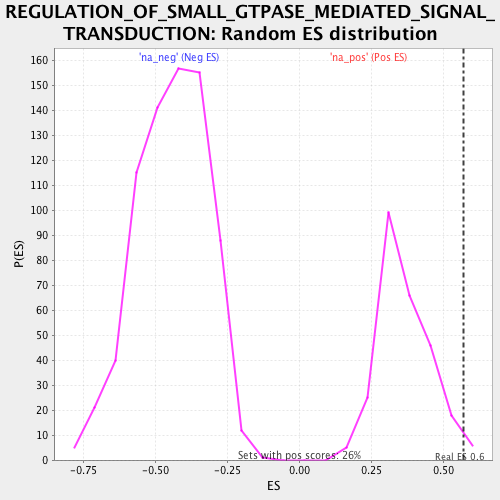 REGULATION_OF_SMALL_GTPASE_MEDIATED_SIGNAL_
TRANSDUCTION: Random ES distribution
'na_neg' (Neg ES)
'na_pos' (Pos ES)
160
150
140
130
120
110
100
90
80
70
60
50
40
30
20
10
0
P(ES)
Sets with pos scores: 26%
Real ES 0.6
-0.75
-0.50
-0.25
0.00
0.25
0.50
ES